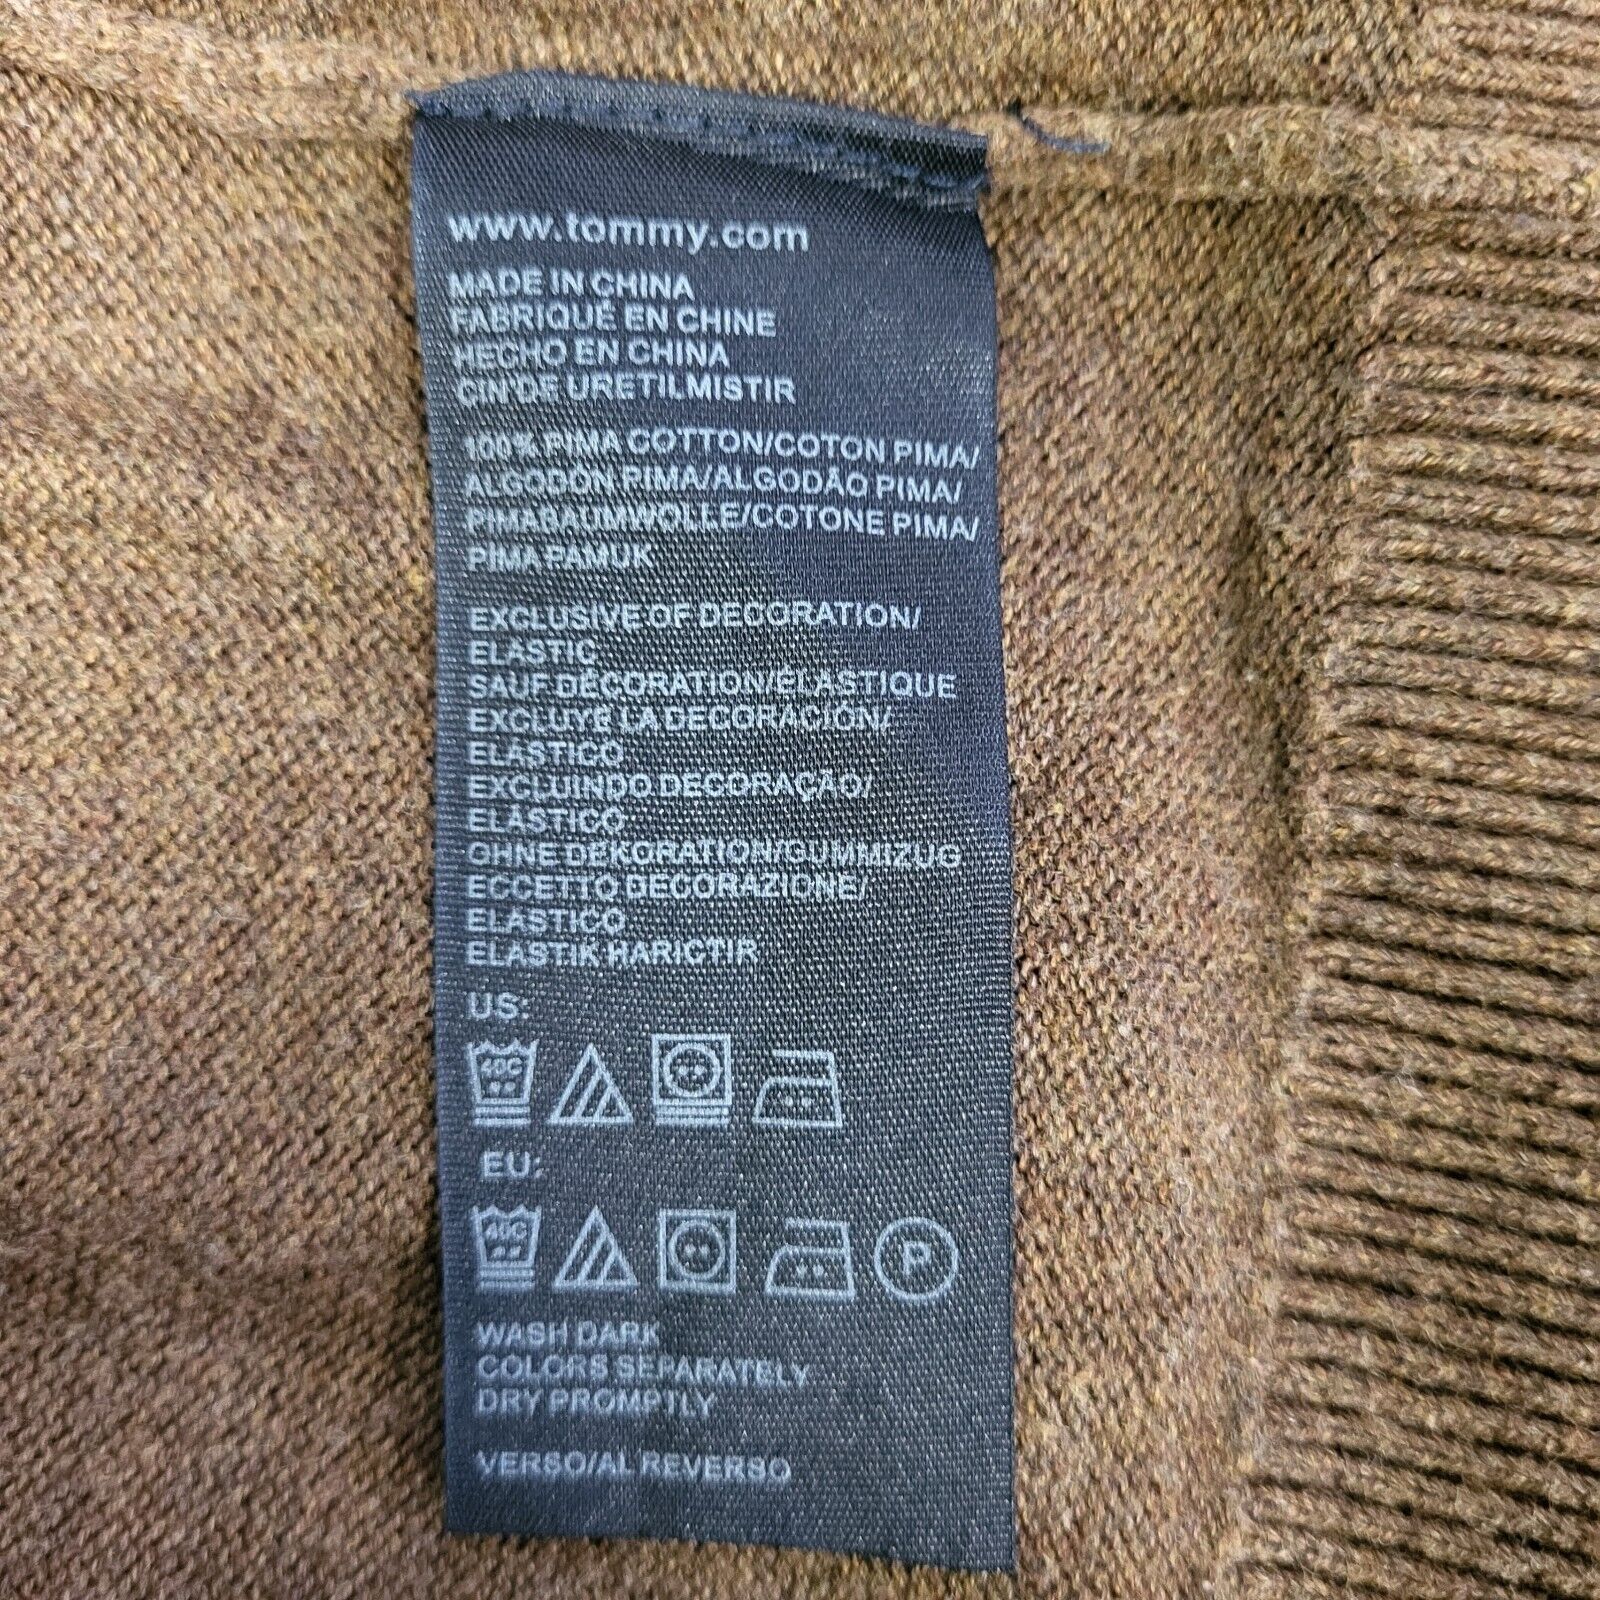 www.tommy.com
MADE IN CHINA
FABRIQUÉ EN CHINE
HECHO EN CHINA
ÇIN'DE URETILMISTIR
100% PIMA COTTON/COTON PIMA/
ALGODÓN PIMA/ALGODÃO PIMA/
PIMABAUMWOLLE/COTONE PIMA/
PIMA PAMUK
EXCLUSIVE OF DECORATION/
ELASTIC
SAUF DÉCORATION/ÉLASTIQUE
EXCLUYE LA DECORACIÓN/
ELÁSTICO
EXCLUINDO DECORAÇÃO/
ELÁSTICO
OHNE DEKORATION/GUMMIZUG
ECCETTO DECORAZIONE/
ELASTICO
ELASTIK HARICTIR
US:
40C
EU:
40C P
WASH DARK
COLORS SEPARATELY
DRY PROMPTLY
VERSO/AL REVERSO